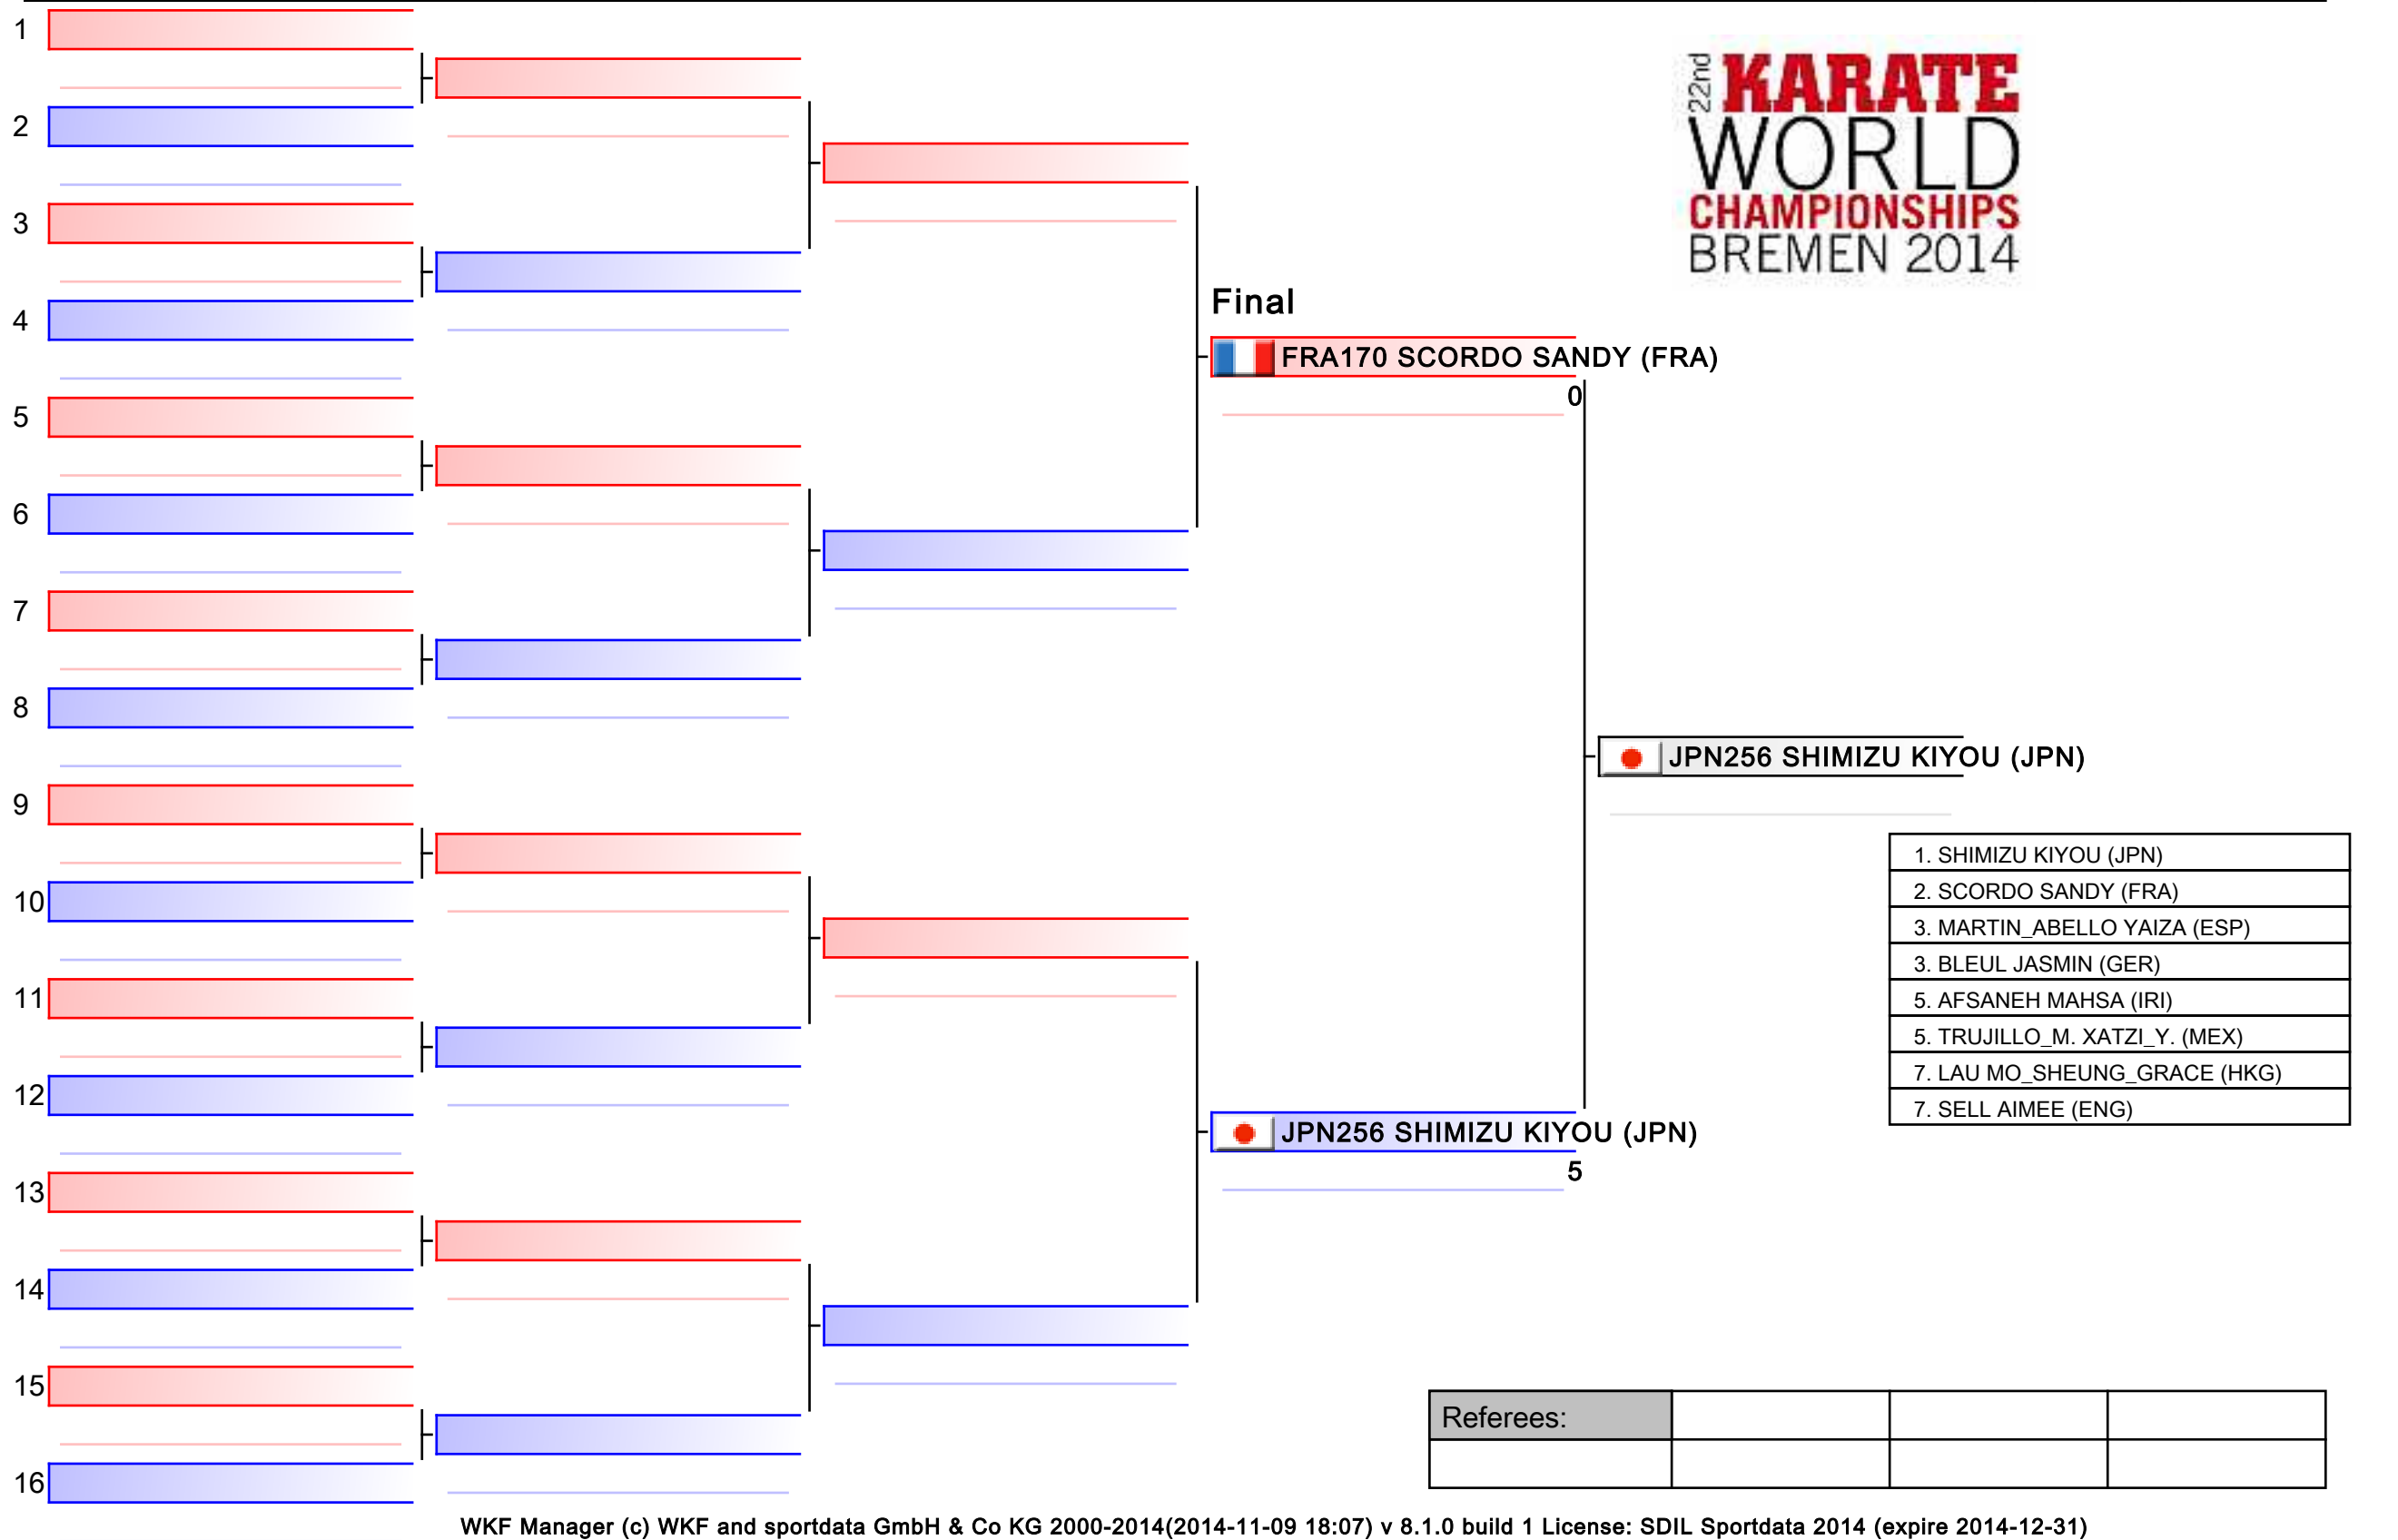 1
2
3
4
5
6
7
8
9
10
11
12
13
14
15
16
22nd
KARATE
WORLD
CHAMPIONSHIPS
BREMEN 2014
Final
FRA170 SCORDO SANDY (FRA)
0
JPN256 SHIMIZU KIYOU (JPN)
5
JPN256 SHIMIZU KIYOU (JPN)
1. SHIMIZU KIYOU (JPN)
2. SCORDO SANDY (FRA)
3. MARTIN_ABELLO YAIZA (ESP)
3. BLEUL JASMIN (GER)
5. AFSANEH MAHSA (IRI)
5. TRUJILLO_M. XATZI_Y. (MEX)
7. LAU MO_SHEUNG_GRACE (HKG)
7. SELL AIMEE (ENG)
Referees:
WKF Manager (c) WKF and sportdata GmbH & Co KG 2000-2014(2014-11-09 18:07) v 8.1.0 build 1 License: SDIL Sportdata 2014 (expire 2014-12-31)